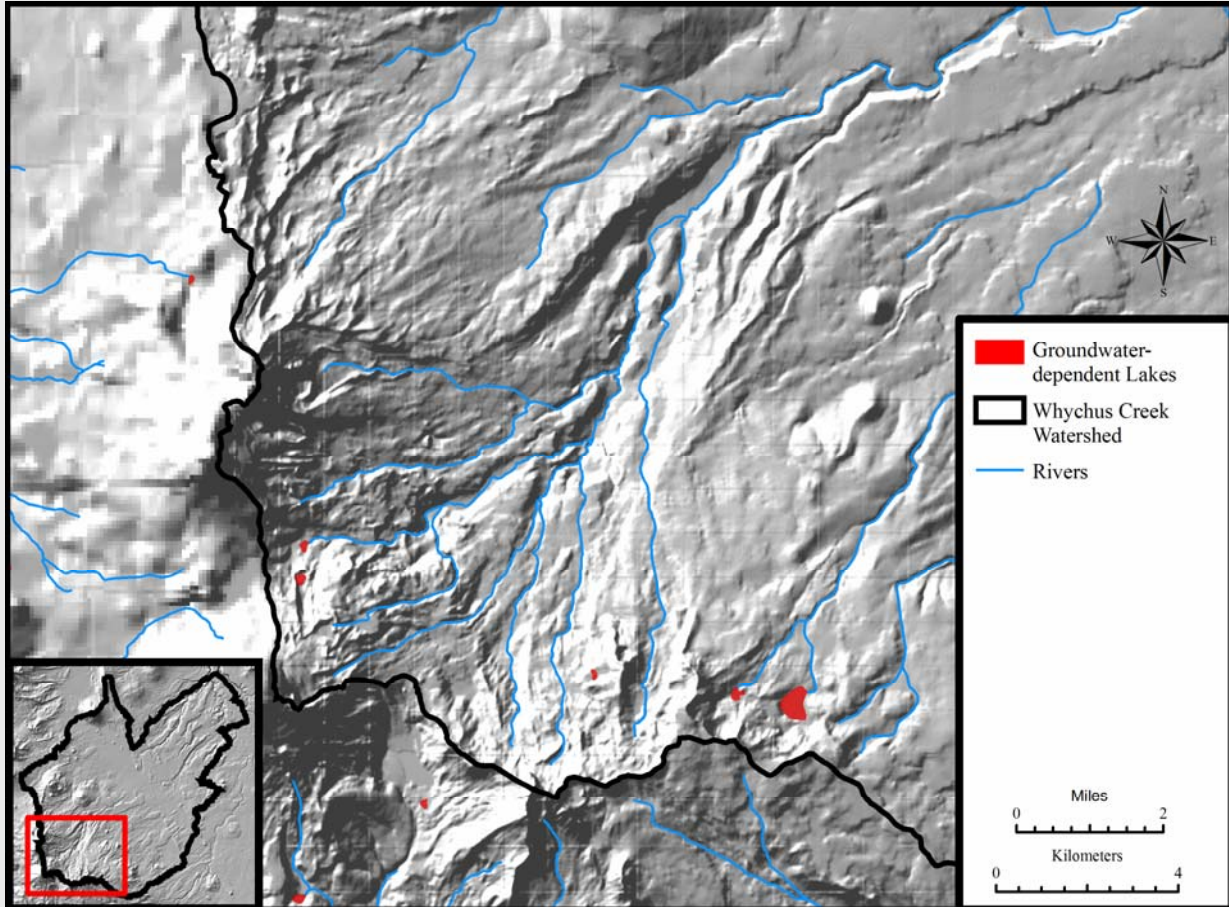 N
W E
S
Groundwater-
dependent Lakes
Whychus Creek
Watershed
Rivers
Miles
0 2
Kilometers
0 4